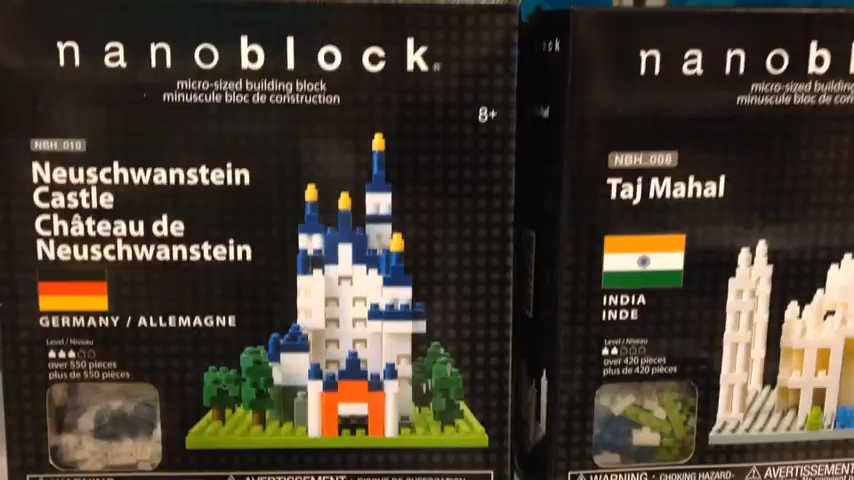 nanoblock®
micro-sized building block
minuscule bloc de construction
8+
NBH_010
Neuschwanstein
Castle
Château de
Neuschwanstein
GERMANY / ALLEMAGNE
Level / Niveau
over 550 pieces
plus de 550 pièces
AVERTISSEMENT
ck
nanobl
micro-sized building
minuscule bloc de con
NBH_008
Taj Mahal
INDIA
INDE
Level / Niveau
over 420 pieces
plus de 420 pièces
WARNING: CHOKING HAZARD-
AVERTISSEMENT